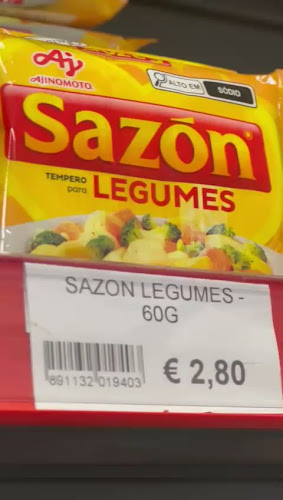 AJINOMOTO
ALTO EM SÓDIO
Sazón
TEMPERO para LEGUMES
SAZON LEGUMES -
60G
891132 019403
€ 2,80